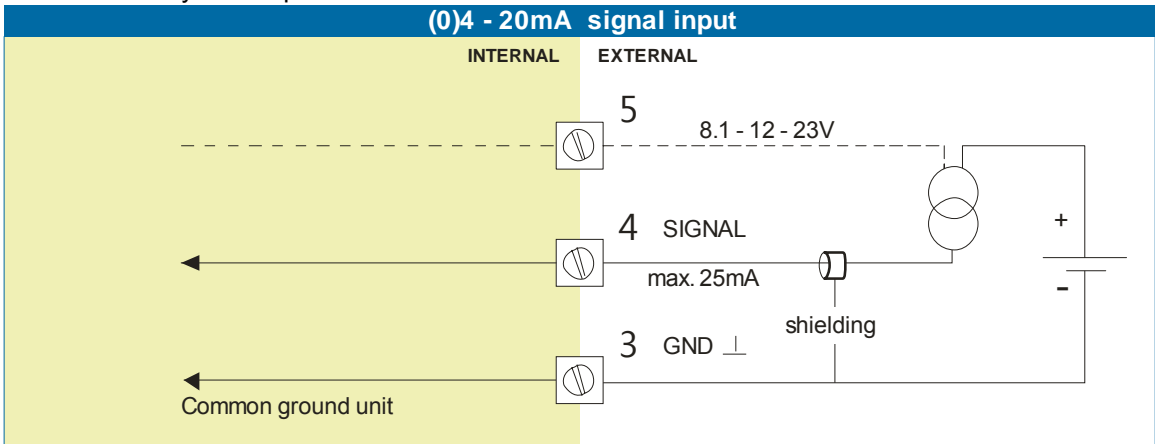 (0)4 - 20mA signal input
INTERNAL EXTERNAL
5
8.1 - 12 - 23V
4 SIGNAL
+
max. 25mA
-
shielding
3 GND
Common ground unit